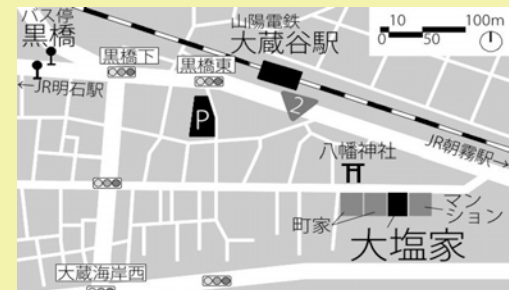 バス停
黒橋
山陽電鉄
大蔵谷駅
10 100m
0 50
黒橋下
黒橋東
←JR明石駅
P
2
JR朝霧駅→
八幡神社
町家
マン
ション
大塩家
大蔵海岸西